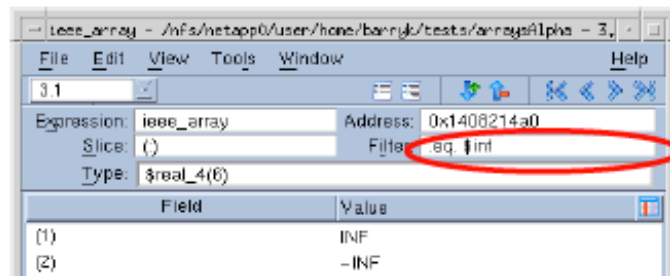 ieee_array - /nfs/netapp0/user/home/barryk/tests/arraysAlpha - 3.
File Edit View Tools Window Help
3.1
Expression: ieee_array Address: 0x1408214a0
Slice: (:) Filter: .eq. $inf
Type: $real_4(6)
Field Value
(1) INF
(2) -INF